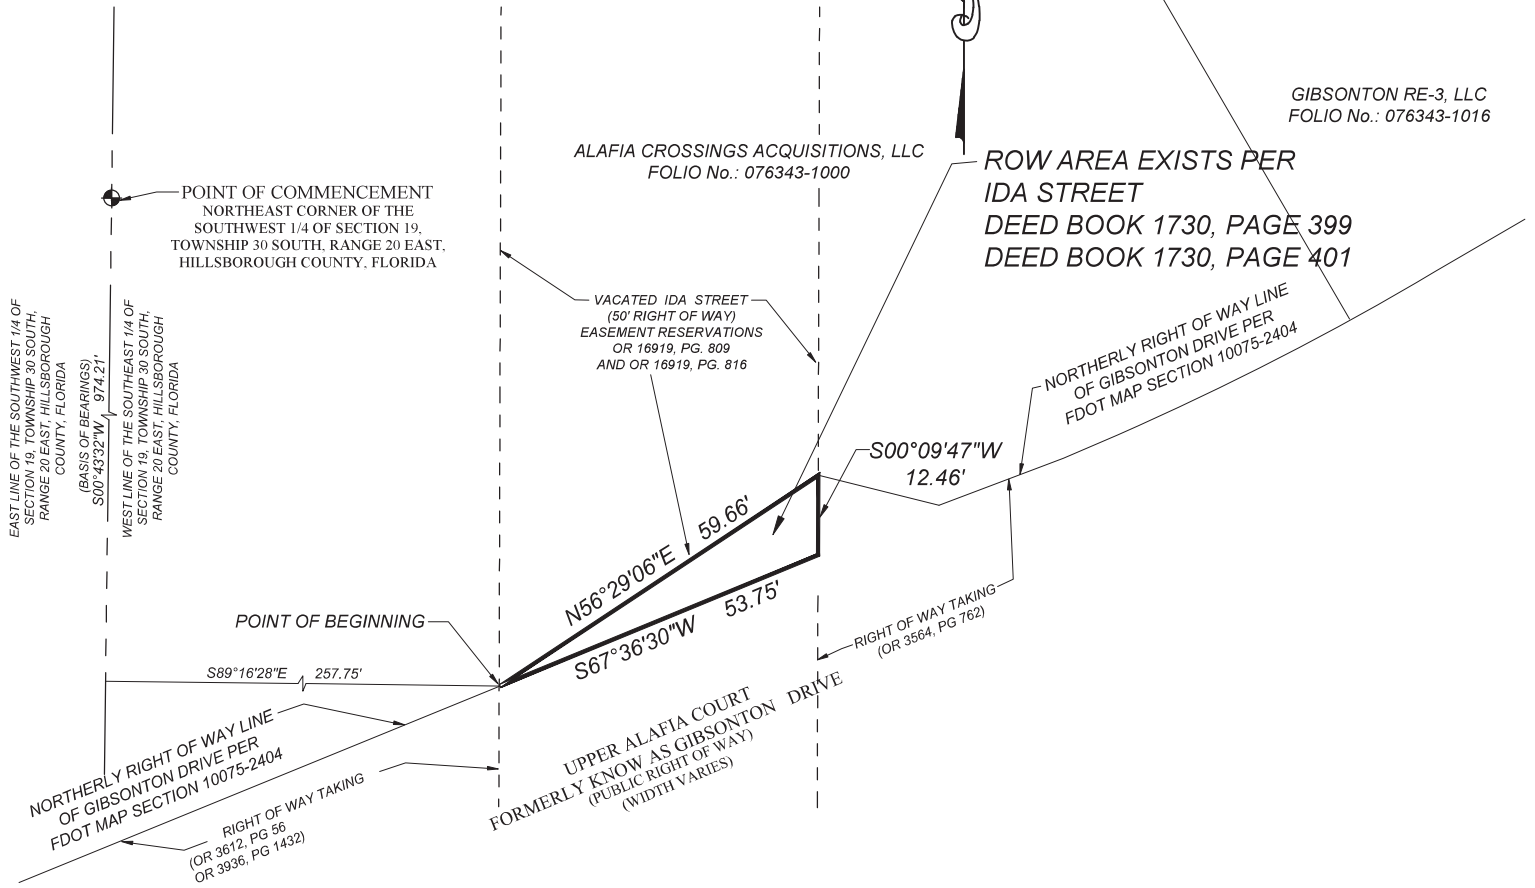 GIBSONTON RE-3, LLC
FOLIO No.: 076343-1016
ALAFIA CROSSINGS ACQUISITIONS, LLC
FOLIO No.: 076343-1000
ROW AREA EXISTS PER
IDA STREET
DEED BOOK 1730, PAGE 399
DEED BOOK 1730, PAGE 401
POINT OF COMMENCEMENT
NORTHEAST CORNER OF THE
SOUTHWEST 1/4 OF SECTION 19,
TOWNSHIP 30 SOUTH, RANGE 20 EAST,
HILLSBOROUGH COUNTY, FLORIDA
VACATED IDA STREET
(50' RIGHT OF WAY)
EASEMENT RESERVATIONS
OR 16919, PG. 809
AND OR 16919, PG. 816
EAST LINE OF THE SOUTHWEST 1/4 OF
SECTION 19, TOWNSHIP 30 SOUTH,
RANGE 20 EAST, HILLSBOROUGH
COUNTY, FLORIDA
(BASIS OF BEARINGS)
S00°43'32"W 974.21'
WEST LINE OF THE SOUTHEAST 1/4 OF
SECTION 19, TOWNSHIP 30 SOUTH,
RANGE 20 EAST, HILLSBOROUGH
COUNTY, FLORIDA
NORTHERLY RIGHT OF WAY LINE
OF GIBSONTON DRIVE PER
FDOT MAP SECTION 10075-2404
S00°09'47"W
12.46'
N56°29'06"E 59.66'
S67°36'30"W 53.75'
POINT OF BEGINNING
RIGHT OF WAY TAKING
(OR 3564, PG 762)
S89°16'28"E 257.75'
UPPER ALAFIA COURT
FORMERLY KNOW AS GIBSONTON DRIVE
(PUBLIC RIGHT OF WAY)
(WIDTH VARIES)
NORTHERLY RIGHT OF WAY LINE
OF GIBSONTON DRIVE PER
FDOT MAP SECTION 10075-2404
RIGHT OF WAY TAKING
(OR 3612, PG 56
OR 3936, PG 1432)